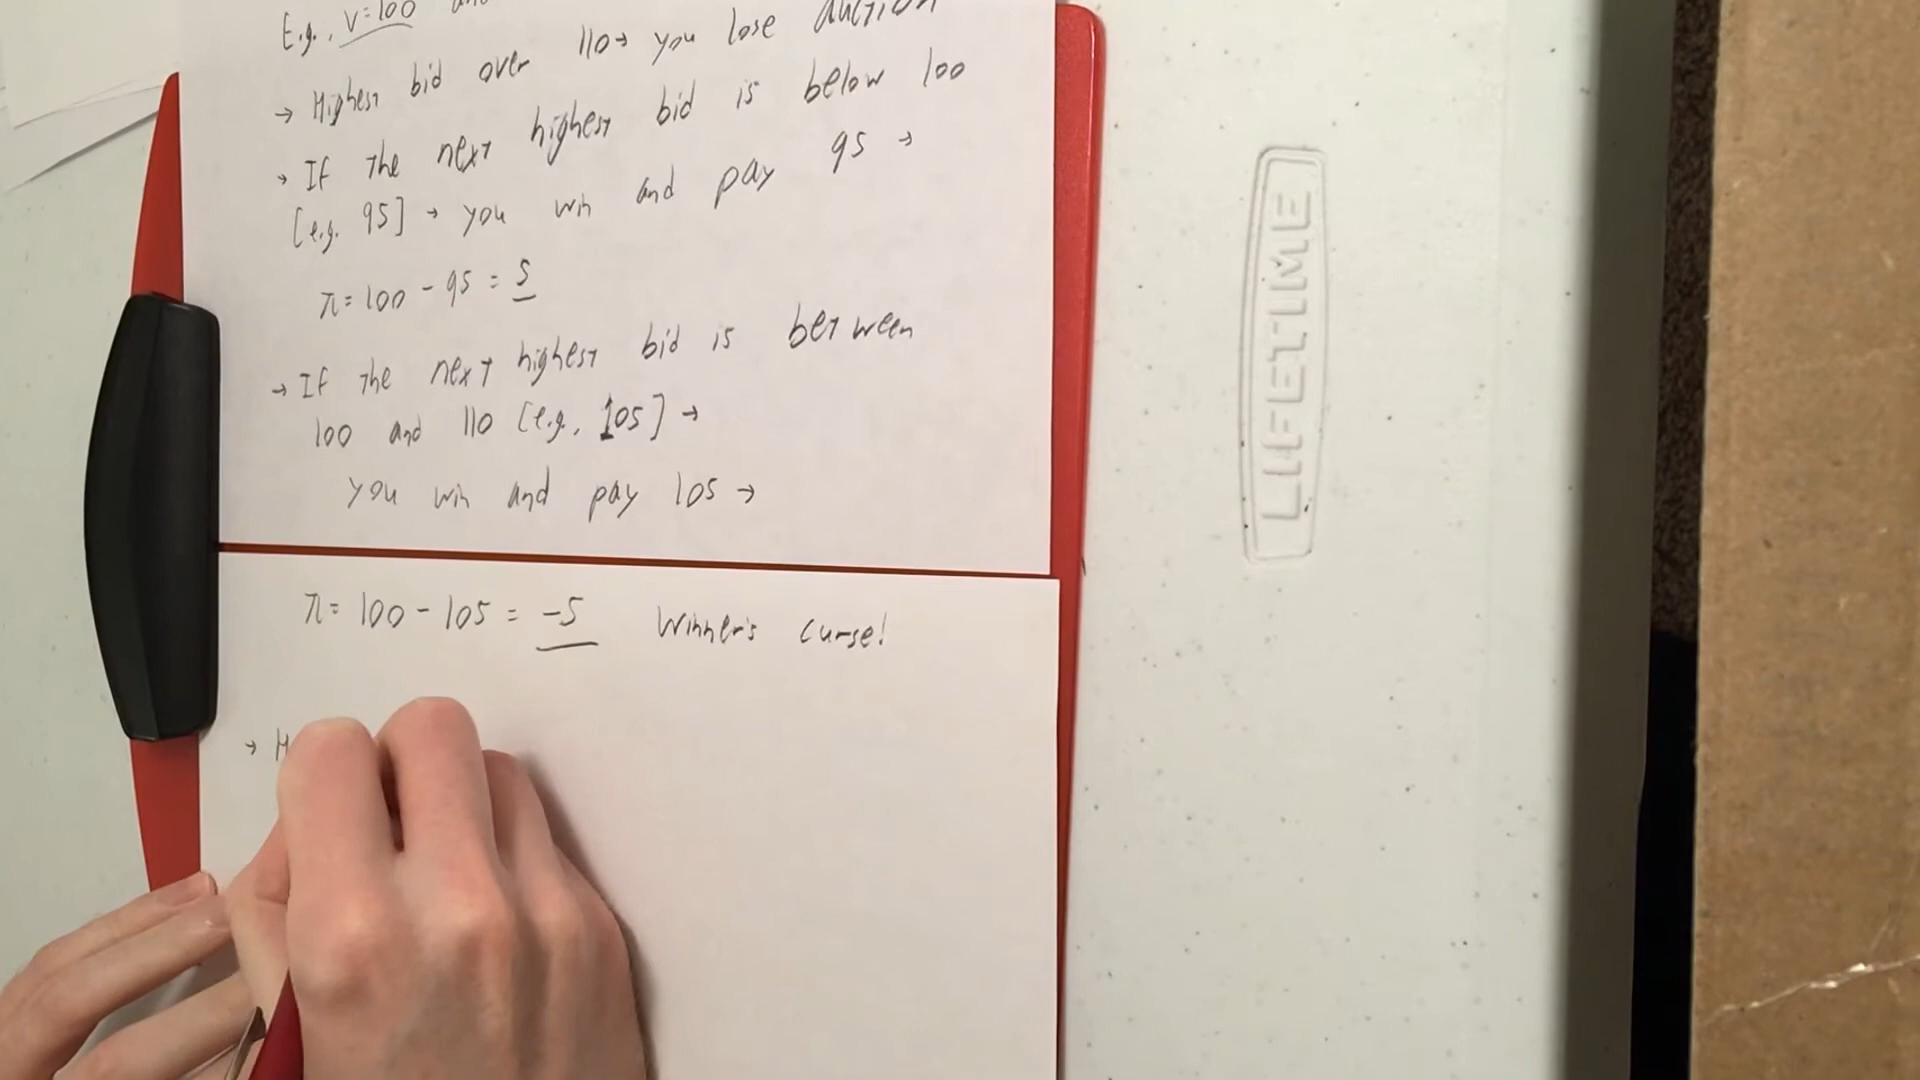 E.g., V=100
→ Highest bid over 110→ you lose auction
→ If the next highest bid is below 100
[e.g. 95] → you win and pay 95 →
π=100-95=5
→ If the next highest bid is between
100 and 110 [e.g., 105] →
you win and pay 105 →
π= 100-105 = -5 Winner's curse!
→ H
LIFETIME